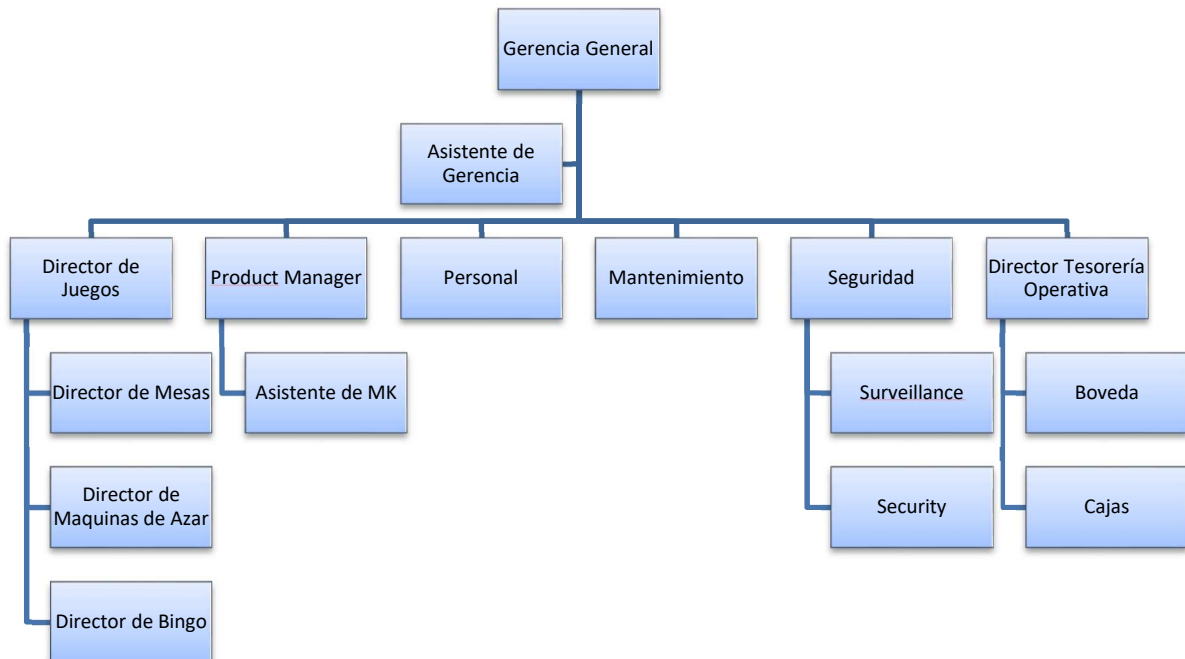 Gerencia General
Asistente de
Gerencia
Director de
Juegos
Product Manager
Personal
Mantenimiento
Seguridad
Director Tesorería
Operativa
Director de Mesas
Asistente de MK
Surveillance
Boveda
Director de
Maquinas de Azar
Security
Cajas
Director de Bingo